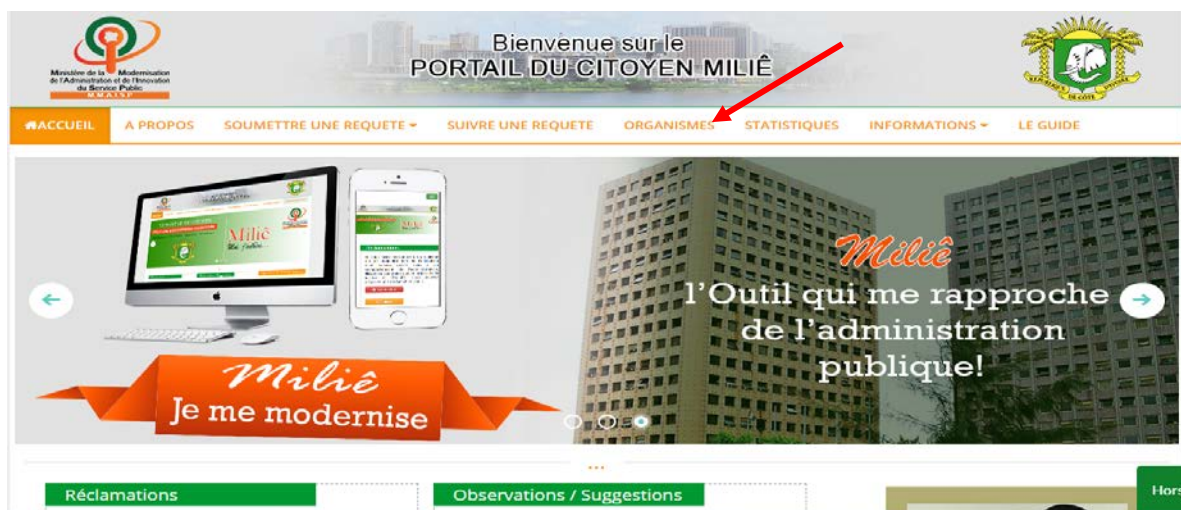 Ministère de la Modernisation
de l'Administration et de l'Innovation
du Service Public
M.M.A.I.S.P
Bienvenue sur le
PORTAIL DU CITOYEN MILIÊ
ACCUEIL A PROPOS SOUMETTRE UNE REQUETE SUIVRE UNE REQUETE ORGANISMES STATISTIQUES INFORMATIONS LE GUIDE
Miliê
Miliê
l'Outil qui me rapproche
de l'administration
publique!
Miliê
Je me modernise
...
Réclamations
Observations / Suggestions
Hors